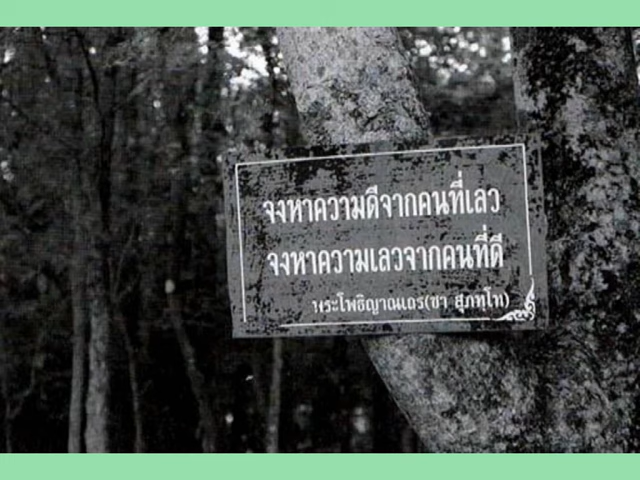 จงหาความดีจากคนที่เลว
จงหาความเลวจากคนที่ดี
พระโพธิญาณเถร(ชา สุภทฺโท)